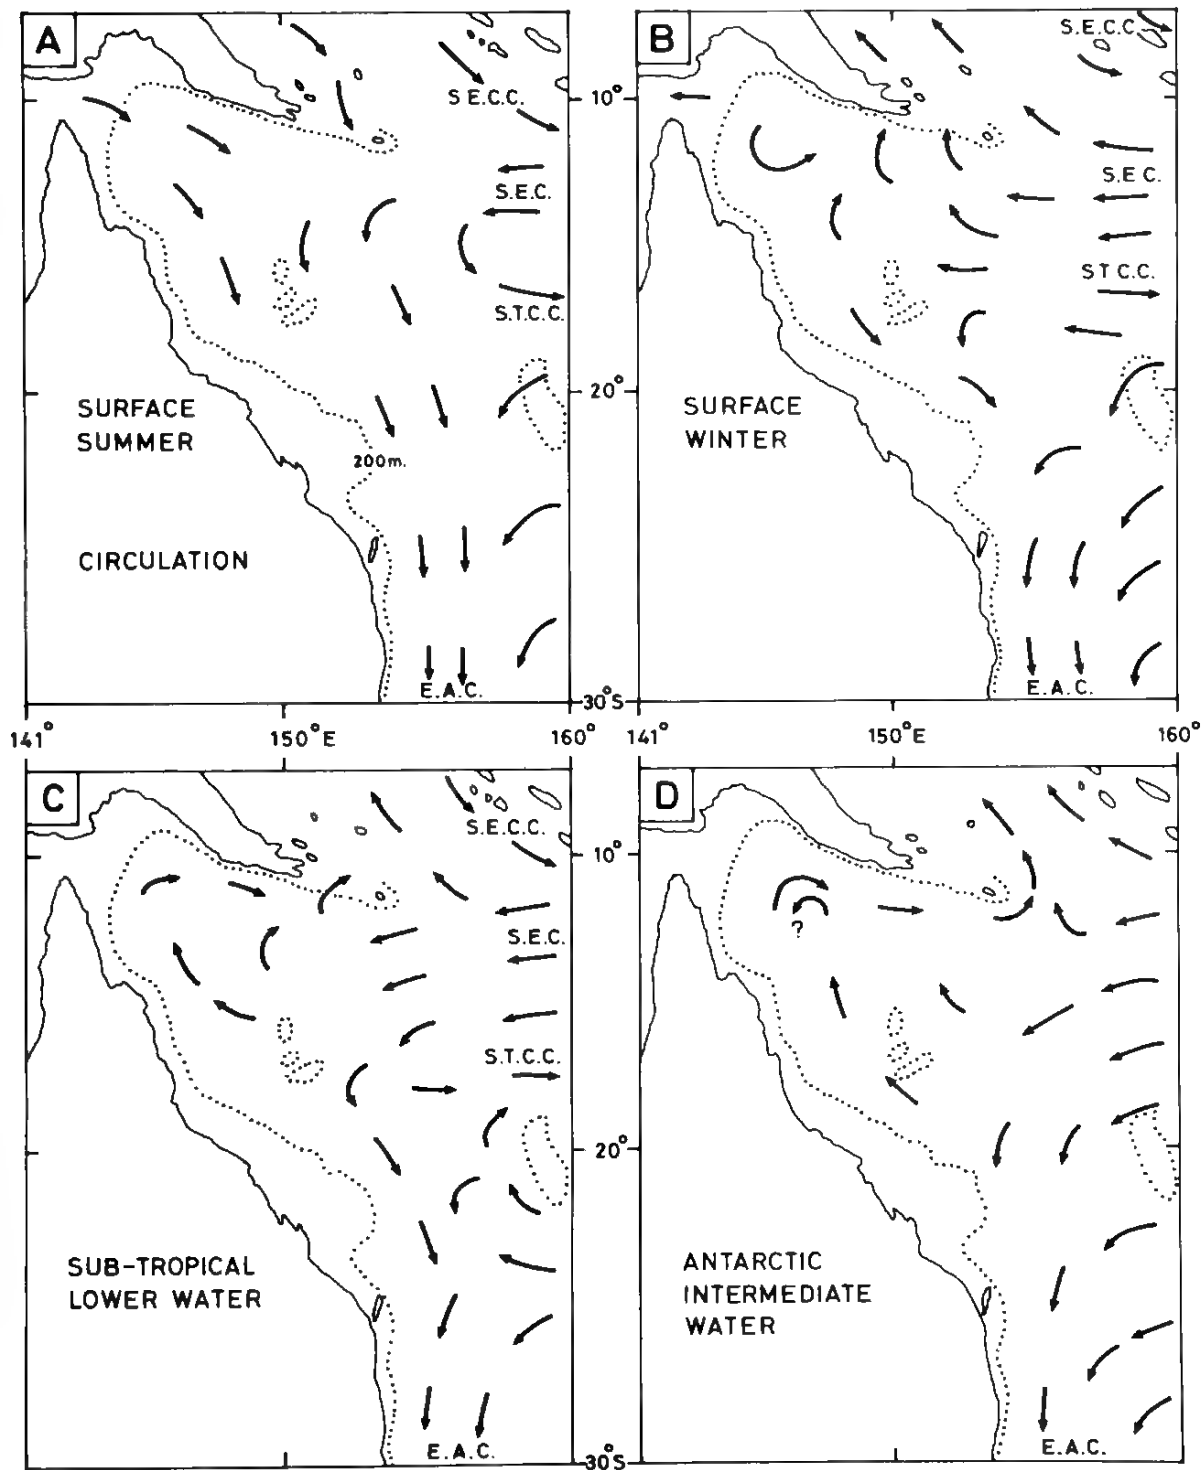 A
S E.C.C.
S.E.C.
S.T.C.C.
SURFACE
SUMMER
200m.
CIRCULATION
E.A.C.
B
S.E.C.C.
S.E C.
S T C.C.
SURFACE
WINTER
E.A.C.
10°
20°
30°S
141°
150°E
160°
141°
150°E
160°
C
S.E.C.C.
S.E.C.
S.T.C.C.
SUB-TROPICAL
LOWER WATER
E.A.C.
D
?
ANTARCTIC
INTERMEDIATE
WATER
E.A.C.
10°
20°
30°S